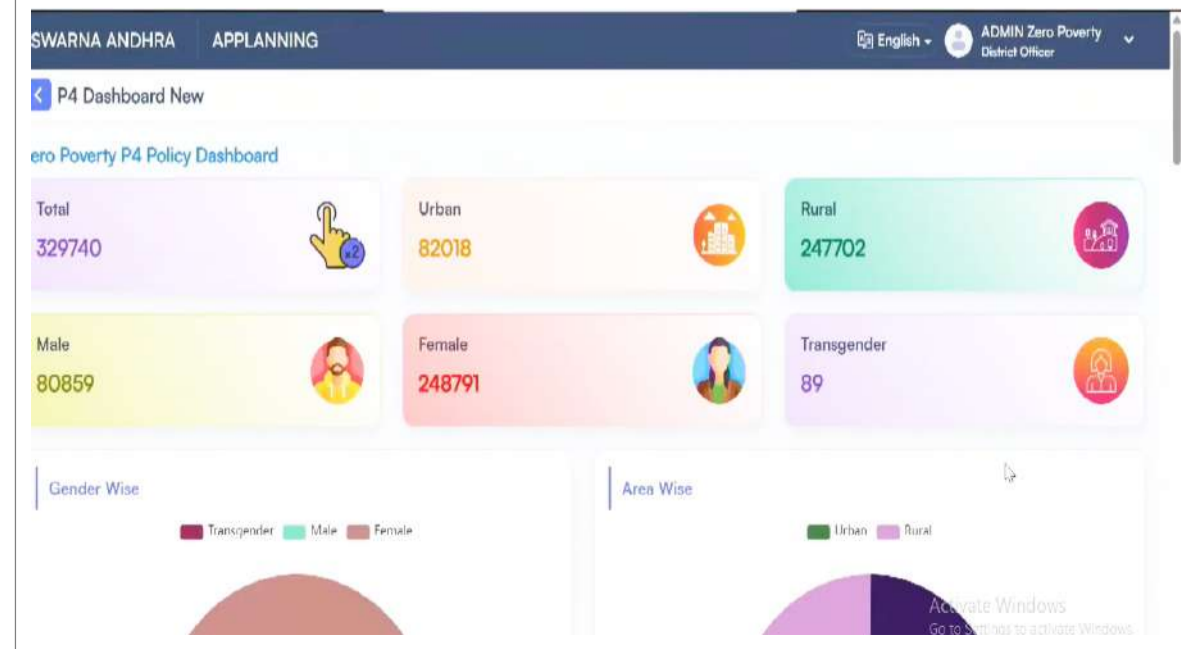 SWARNA ANDHRA APPLANNING English ADMIN Zero Poverty
District Officer
P4 Dashboard New
ero Poverty P4 Policy Dashboard
Total
329740
x2
Urban
82018
Rural
247702
Male
80859
Female
248791
Transgender
89
Gender Wise
Transgender Male Female
Area Wise
Urban Rural
Activate Windows
Go to Settings to activate Windows.